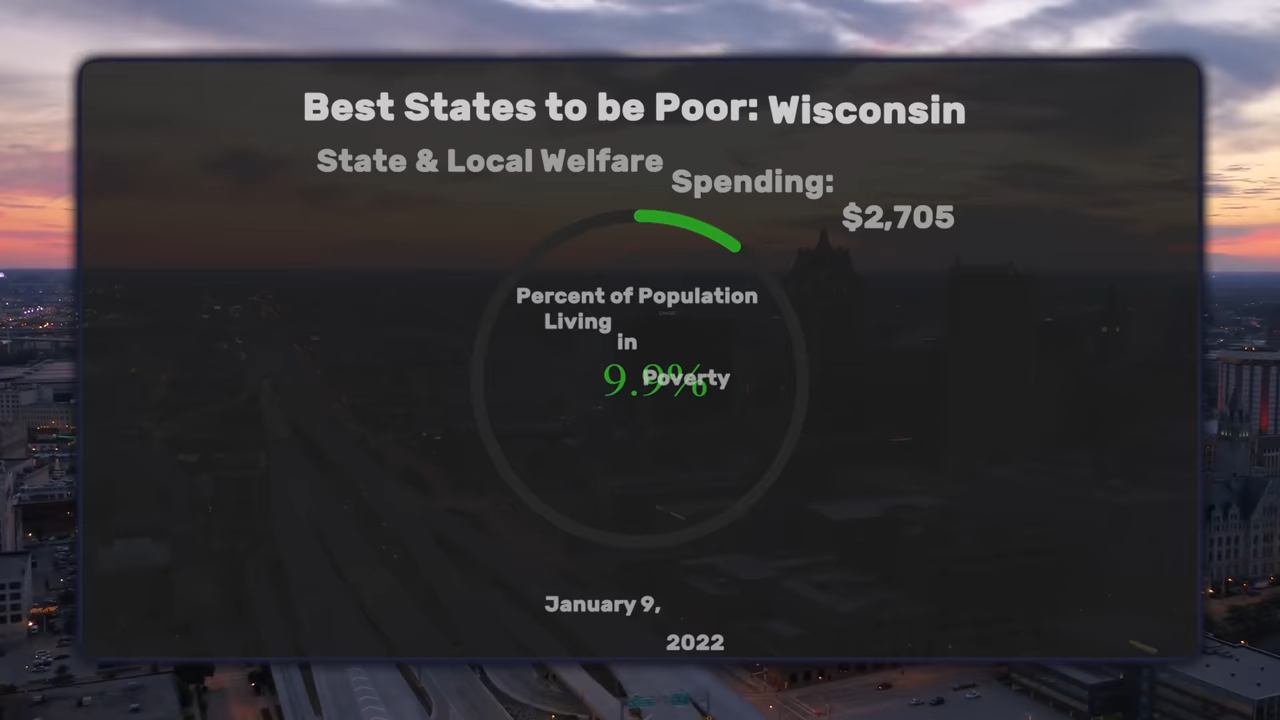 Best States to be Poor: Wisconsin
State & Local Welfare Spending:
$2,705
Percent of Population
Living
in
Poverty
9.9%
January 9,
2022